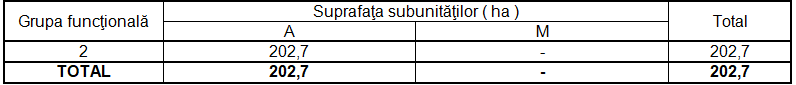 Grupa funcţională Suprafaţa subunităţilor ( ha ) Total
A M
2 202,7 - 202,7
TOTAL 202,7 - 202,7